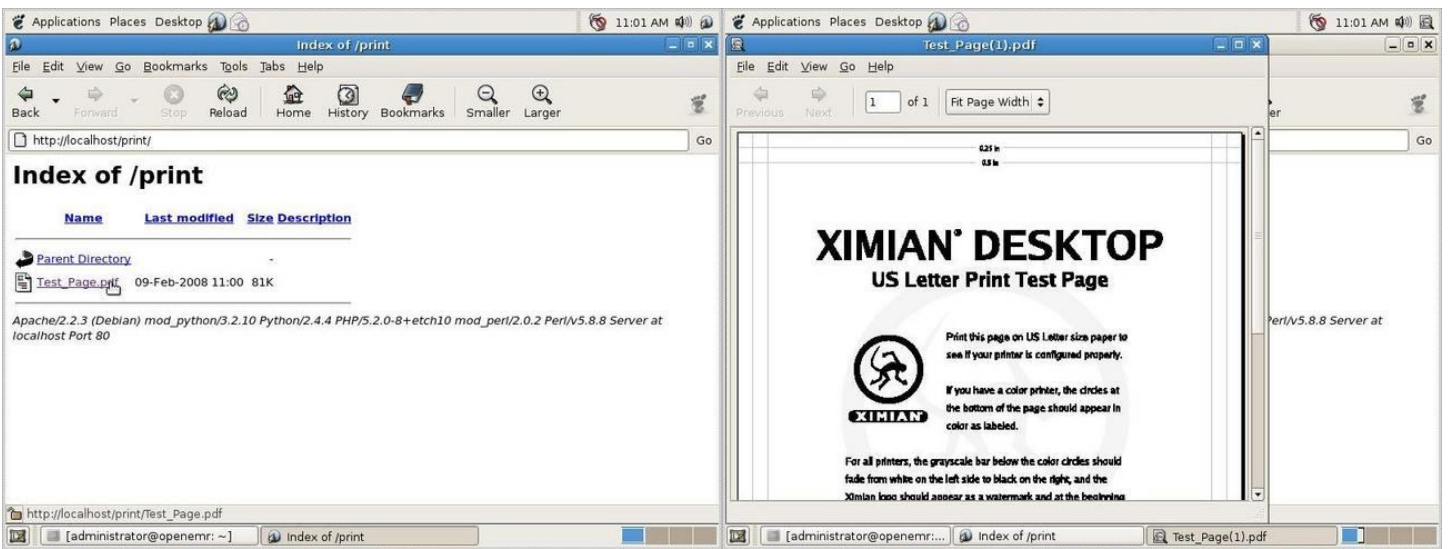 Applications Places Desktop
11:01 AM
Index of /print
File Edit View Go Bookmarks Tools Tabs Help
Back Forward Stop Reload Home History Bookmarks Smaller Larger
http://localhost/print/
Go
Index of /print
Name Last modified Size Description
Parent Directory -
Test_Page.pdf 09-Feb-2008 11:00 81K
Apache/2.2.3 (Debian) mod_python/3.2.10 Python/2.4.4 PHP/5.2.0-8+etch10 mod_perl/2.0.2 Perl/v5.8.8 Server at
localhost Port 80
http://localhost/print/Test_Page.pdf
[administrator@openemr: ~] Index of /print
Applications Places Desktop
11:01 AM
Test_Page(1).pdf
File Edit View Go Help
Previous Next 1 of 1 Fit Page Width
er
Go
0.25 in
0.5 in
XIMIAN® DESKTOP
US Letter Print Test Page
Print this page on US Letter size paper to
see if your printer is configured properly.
If you have a color printer, the circles at
the bottom of the page should appear in
color as labeled.
XIMIAN
For all printers, the grayscale bar below the color circles should
fade from white on the left side to black on the right, and the
Ximian logo should appear as a watermark and at the beginning
Perl/v5.8.8 Server at
[administrator@openemr:... Index of /print Test_Page(1).pdf